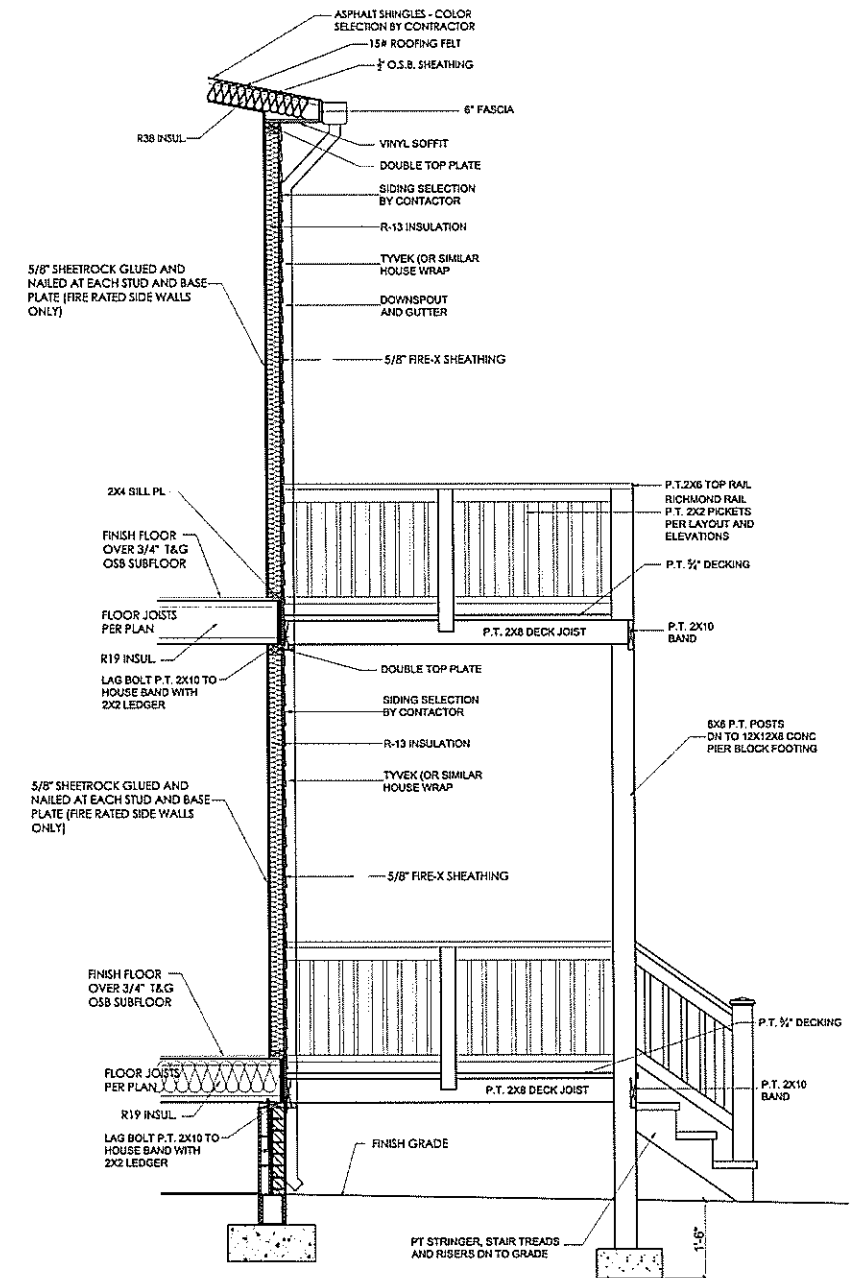 ASPHALT SHINGLES - COLOR
SELECTION BY CONTRACTOR
15# ROOFING FELT
½" O.S.B. SHEATHING
6" FASCIA
R38 INSUL.
VINYL SOFFIT
DOUBLE TOP PLATE
SIDING SELECTION
BY CONTACTOR
R-13 INSULATION
TYVEK (OR SIMILAR
HOUSE WRAP
5/8" SHEETROCK GLUED AND
NAILED AT EACH STUD AND BASE
PLATE (FIRE RATED SIDE WALLS
ONLY)
DOWNSPOUT
AND GUTTER
5/8" FIRE-X SHEATHING
2X4 SILL PL
P.T.2X6 TOP RAIL
RICHMOND RAIL
P.T. 2X2 PICKETS
PER LAYOUT AND
ELEVATIONS
FINISH FLOOR
OVER 3/4" T&G
OSB SUBFLOOR
P.T. 5/4" DECKING
FLOOR JOISTS
PER PLAN
P.T. 2X8 DECK JOIST
P.T. 2X10
BAND
R19 INSUL.
LAG BOLT P.T. 2X10 TO
HOUSE BAND WITH
2X2 LEDGER
DOUBLE TOP PLATE
SIDING SELECTION
BY CONTACTOR
6X6 P.T. POSTS
DN TO 12X12X8 CONC
PIER BLOCK FOOTING
R-13 INSULATION
TYVEK (OR SIMILAR
HOUSE WRAP
5/8" SHEETROCK GLUED AND
NAILED AT EACH STUD AND BASE
PLATE (FIRE RATED SIDE WALLS
ONLY)
5/8" FIRE-X SHEATHING
FINISH FLOOR
OVER 3/4" T&G
OSB SUBFLOOR
P.T. 5/4" DECKING
FLOOR JOISTS
PER PLAN
P.T. 2X8 DECK JOIST
P.T. 2X10
BAND
R19 INSUL.
LAG BOLT P.T. 2X10 TO
HOUSE BAND WITH
2X2 LEDGER
FINISH GRADE
PT STRINGER, STAIR TREADS
AND RISERS DN TO GRADE
1'-6"